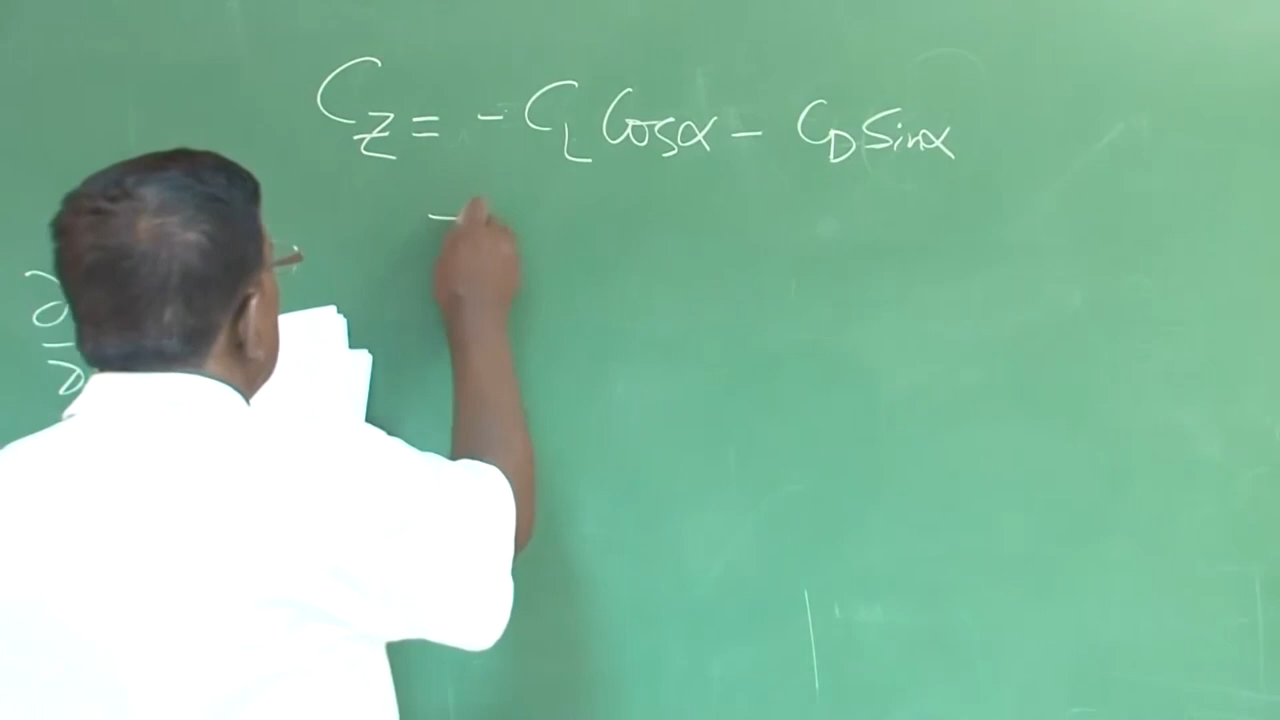 C_Z = - C_L Cosα - C_D Sinα
-